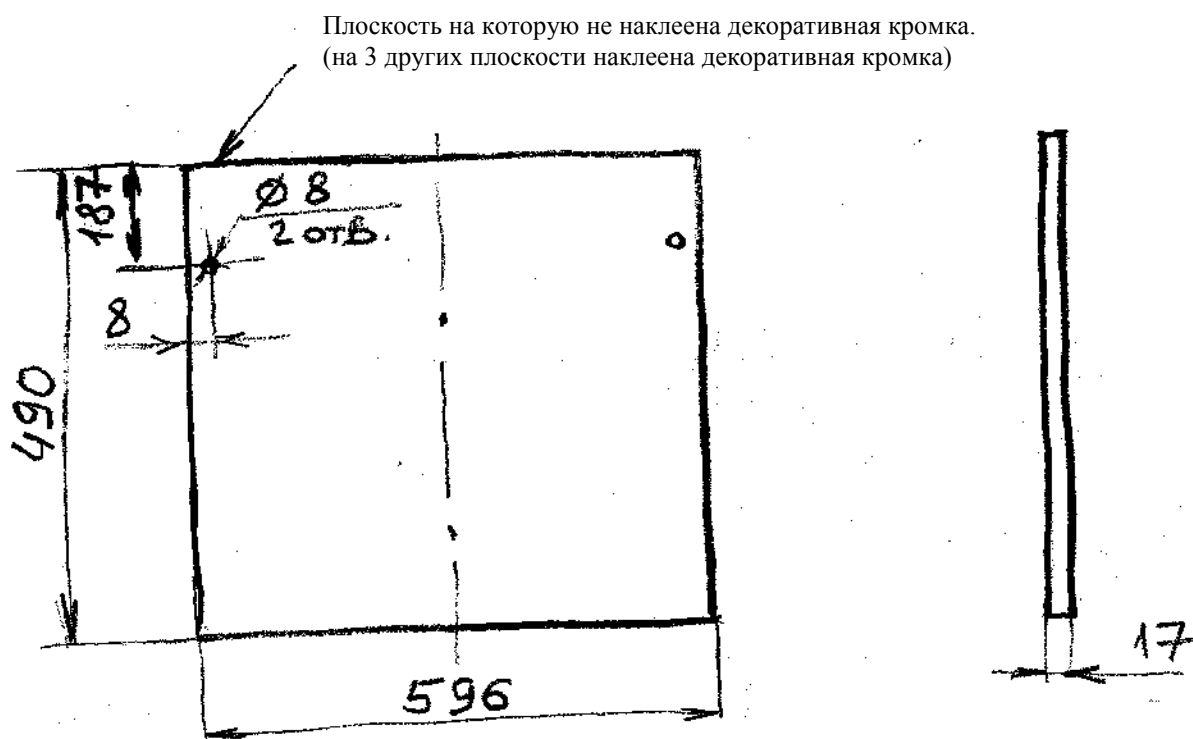 Плоскость на которую не наклеена декоративная кромка.
(на 3 других плоскости наклеена декоративная кромка)
187
Ø 8
2 отв.
8
490
596
17